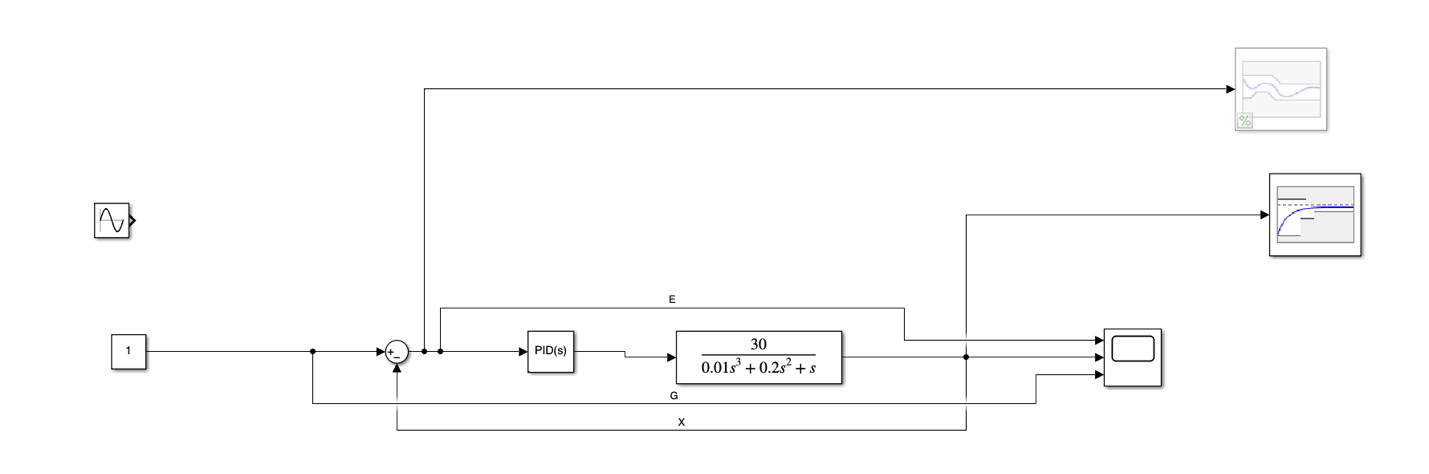 %
E
1
+
−
PID(s)
30
0.01s³ + 0.2s² + s
G
X